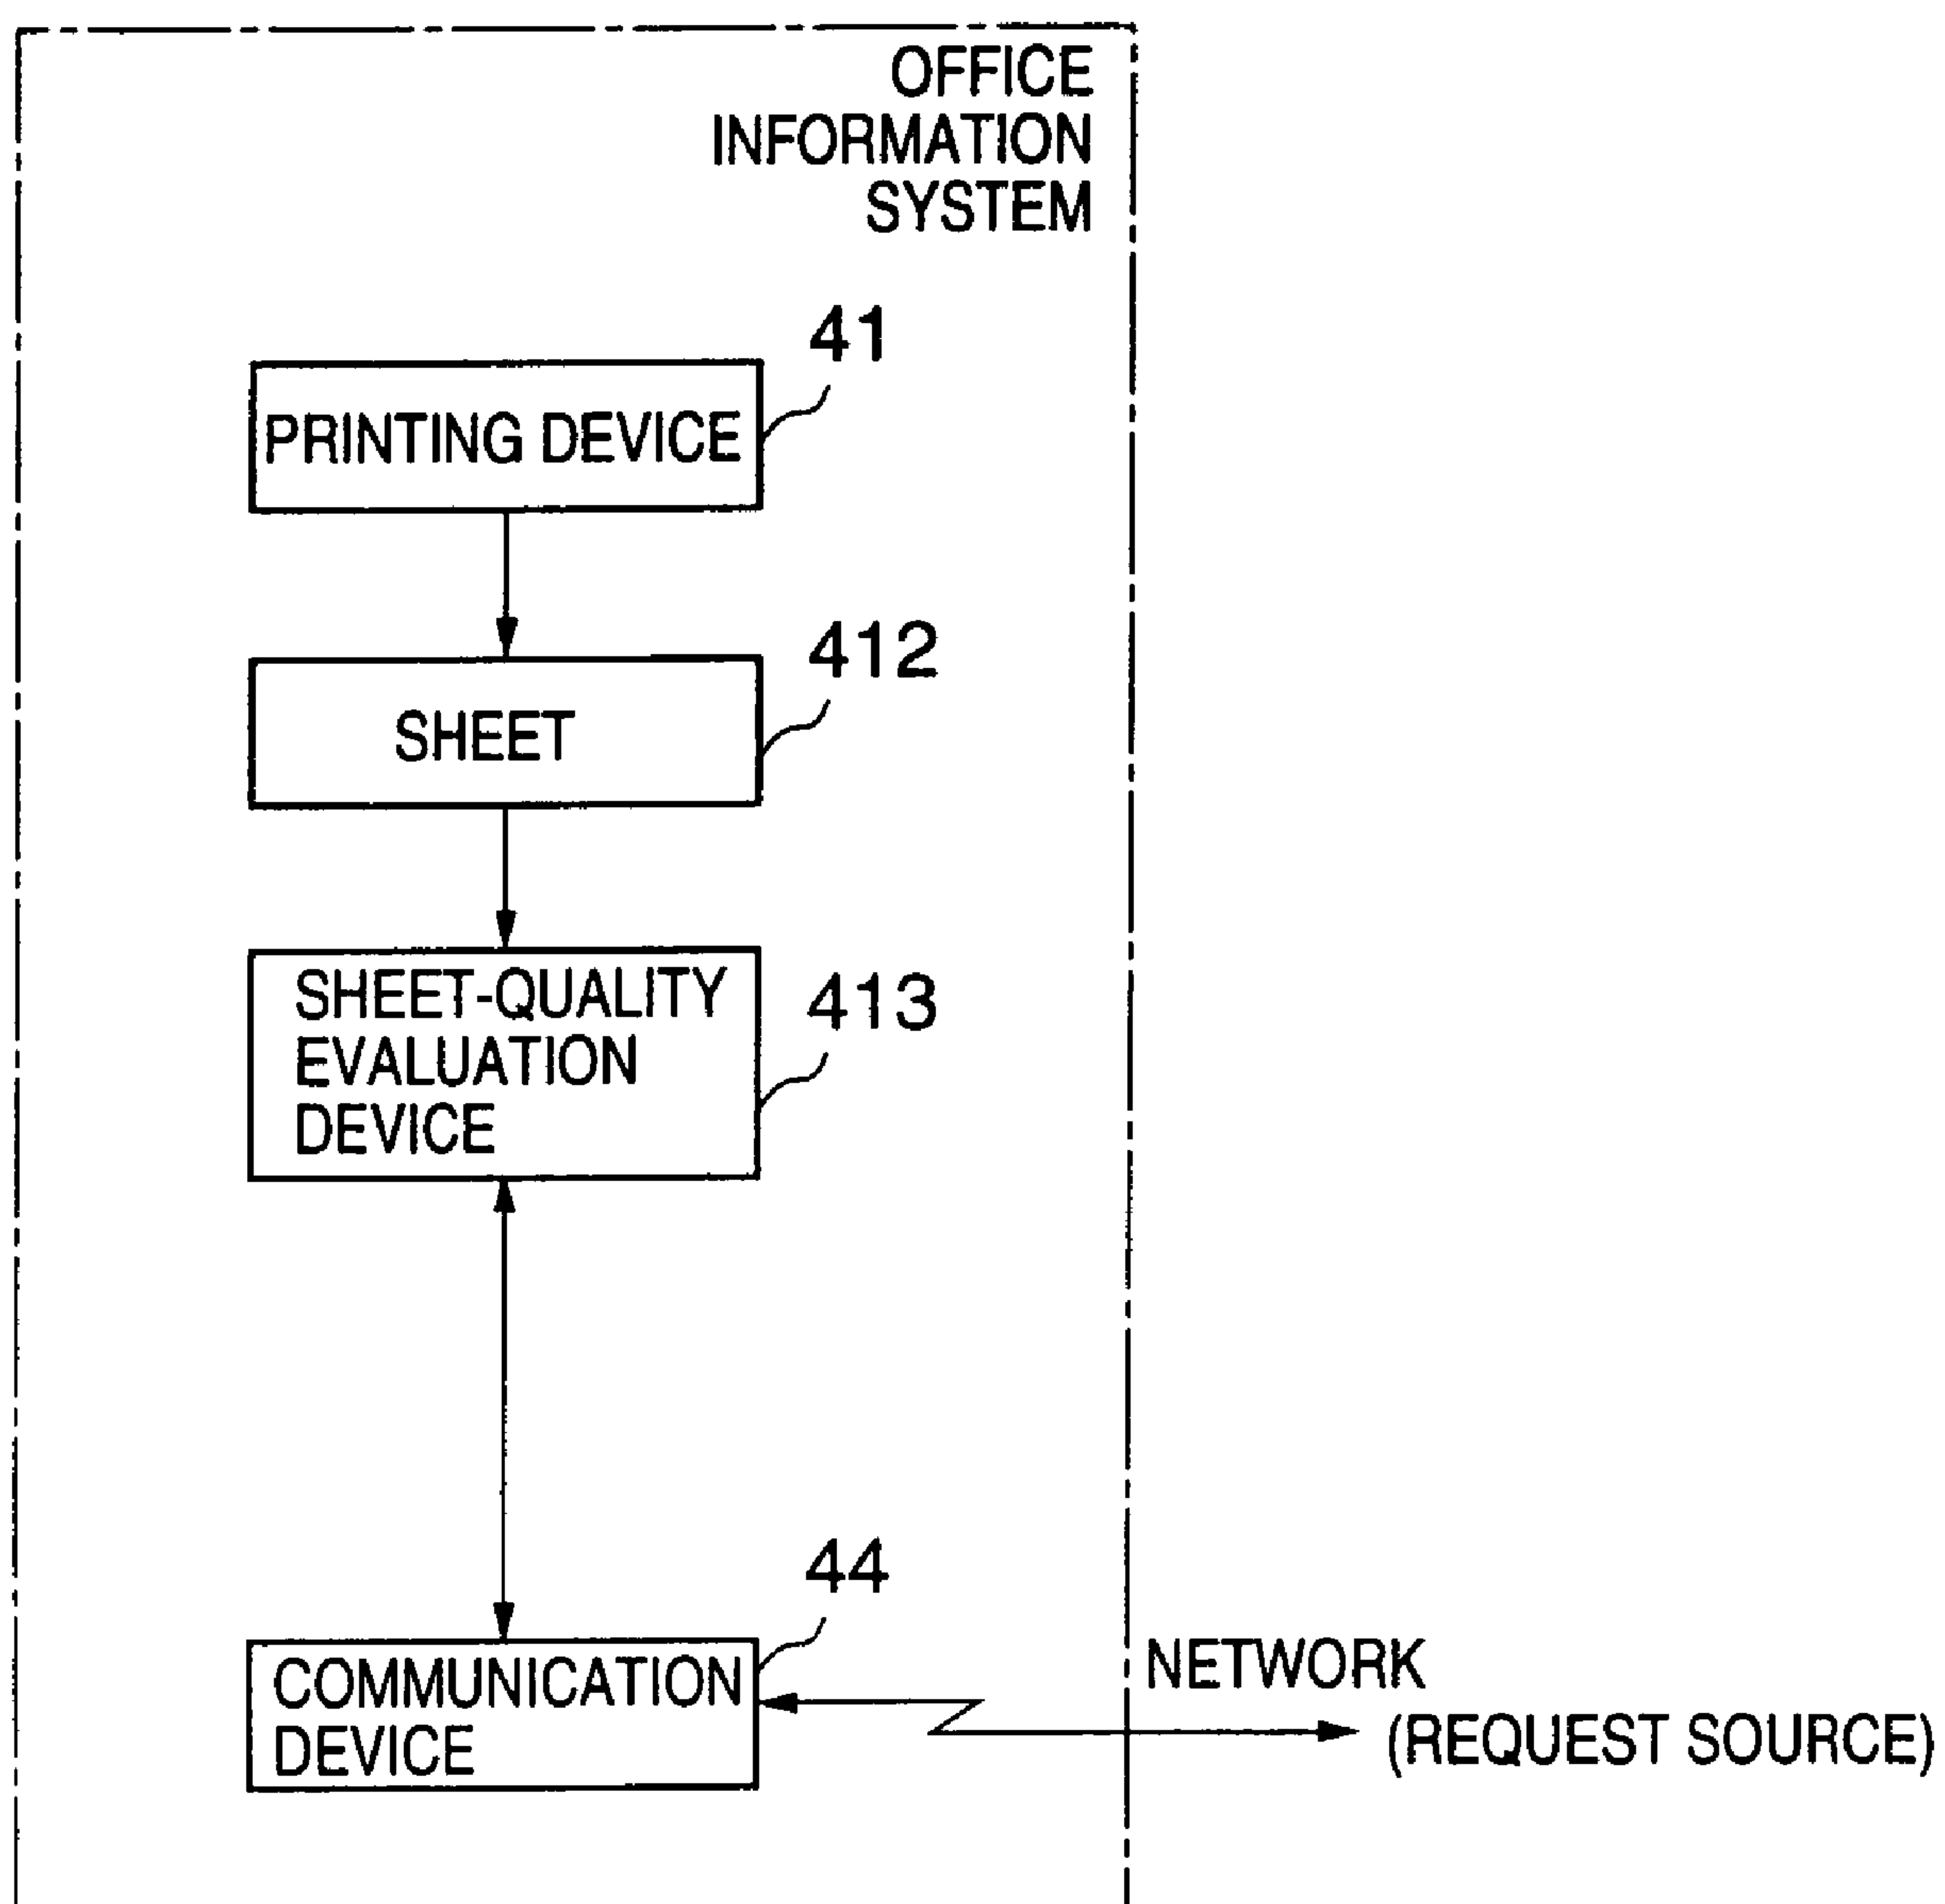 OFFICE
INFORMATION
SYSTEM
41
PRINTING DEVICE
412
SHEET
413
SHEET-QUALITY
EVALUATION
DEVICE
44
COMMUNICATION
DEVICE
NETWORK
(REQUEST SOURCE)